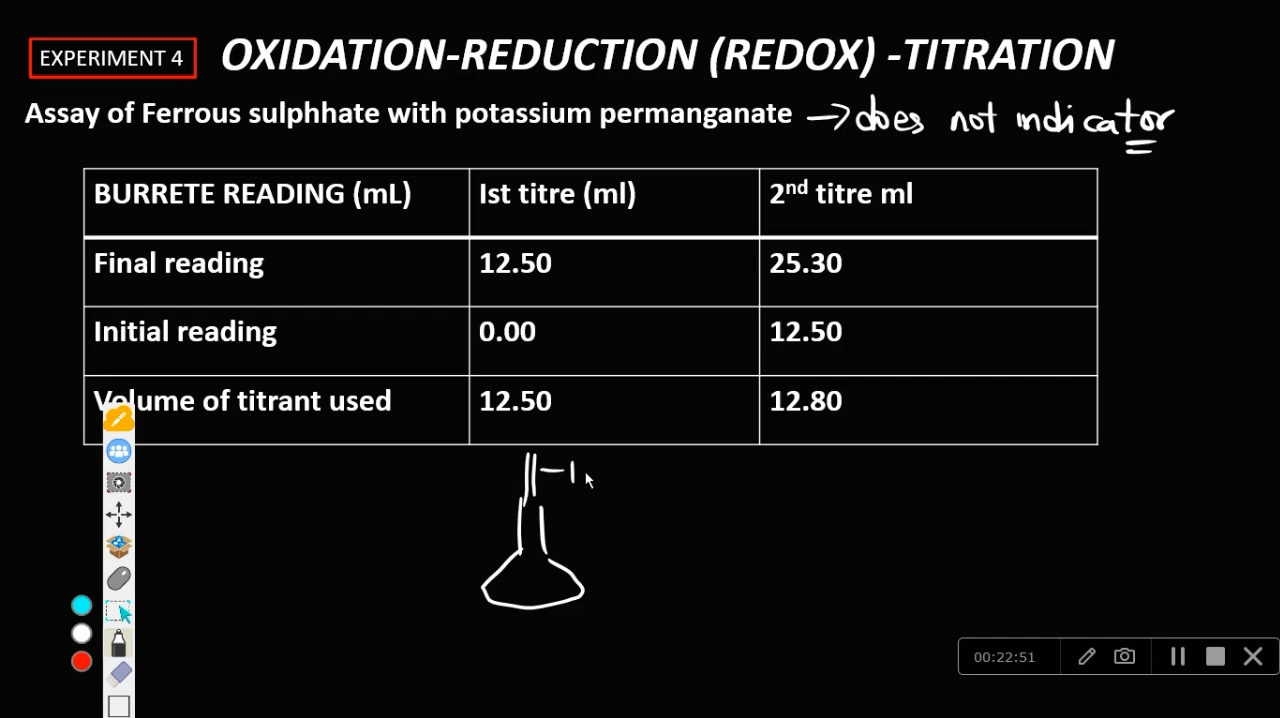 EXPERIMENT 4 OXIDATION-REDUCTION (REDOX) -TITRATION
Assay of Ferrous sulphhate with potassium permanganate → does not indicator
BURRETE READING (mL) Ist titre (ml) 2nd titre ml
Final reading 12.50 25.30
Initial reading 0.00 12.50
Volume of titrant used 12.50 12.80
00:22:51